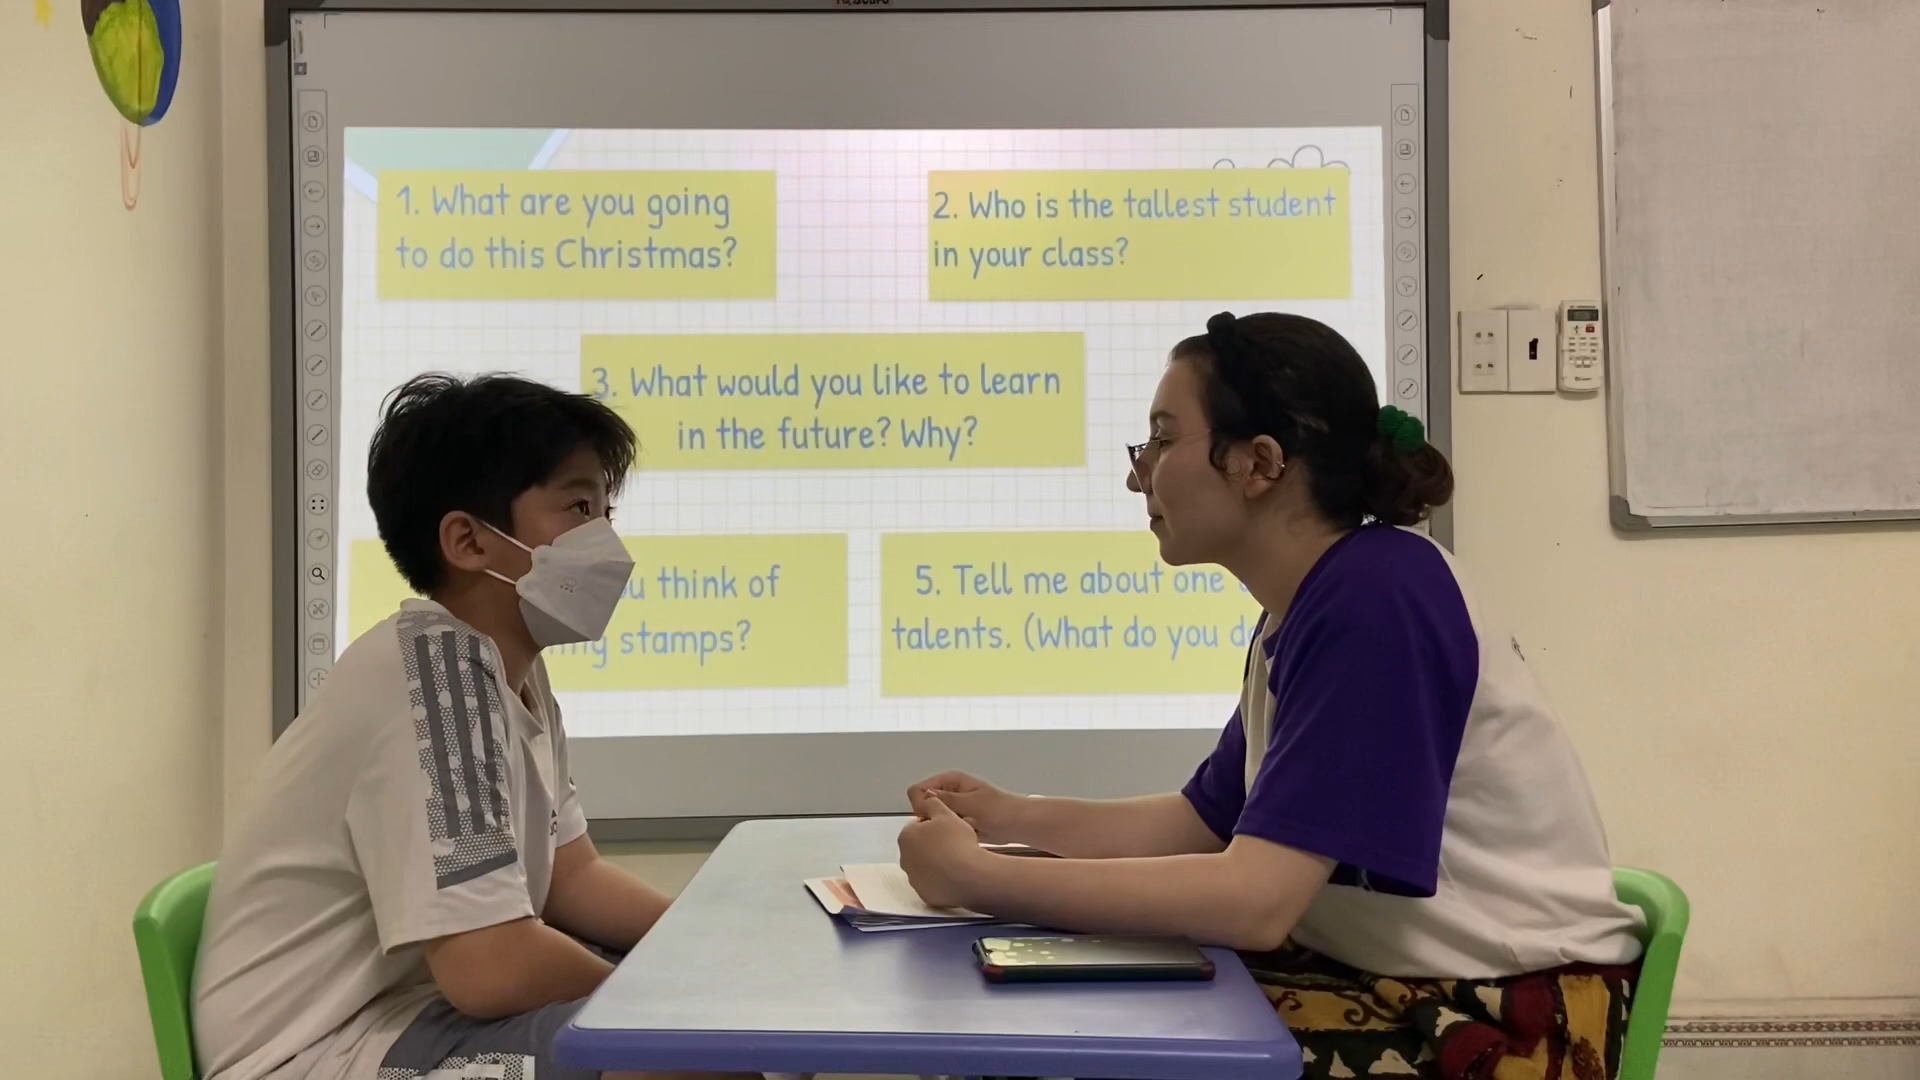 1. What are you going
to do this Christmas?
2. Who is the tallest student
in your class?
3. What would you like to learn
in the future? Why?
think of
stamps?
5. Tell me about one
talents. (What do you